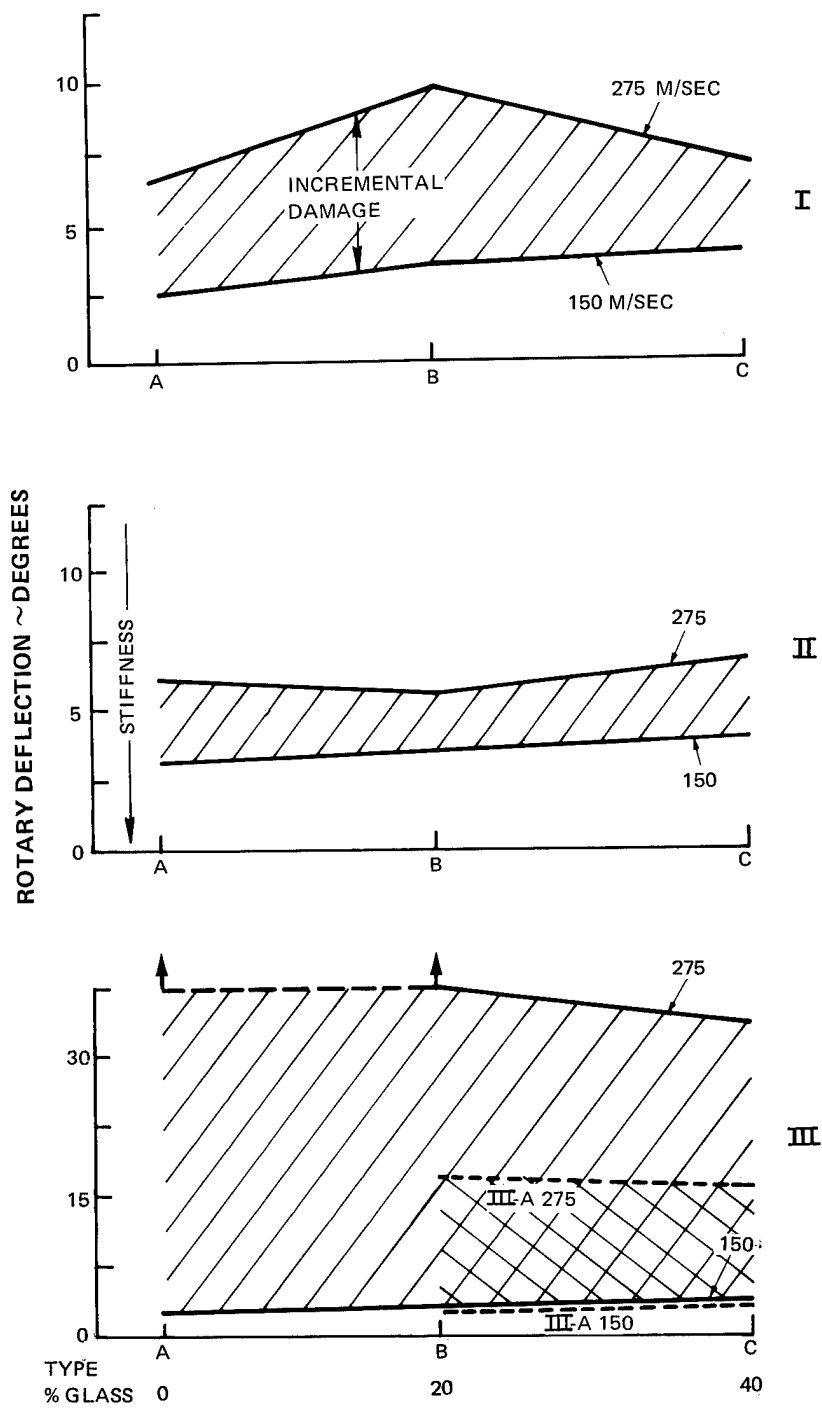 10
275 M/SEC
INCREMENTAL
DAMAGE
I
5
150 M/SEC
0
A
B
C
ROTARY DEFLECTION ~ DEGREES
STIFFNESS
10
275
II
5
150
0
A
B
C
275
30
III
15
III-A 275
150
0
III-A 150
A
B
C
TYPE
% GLASS 0 20 40